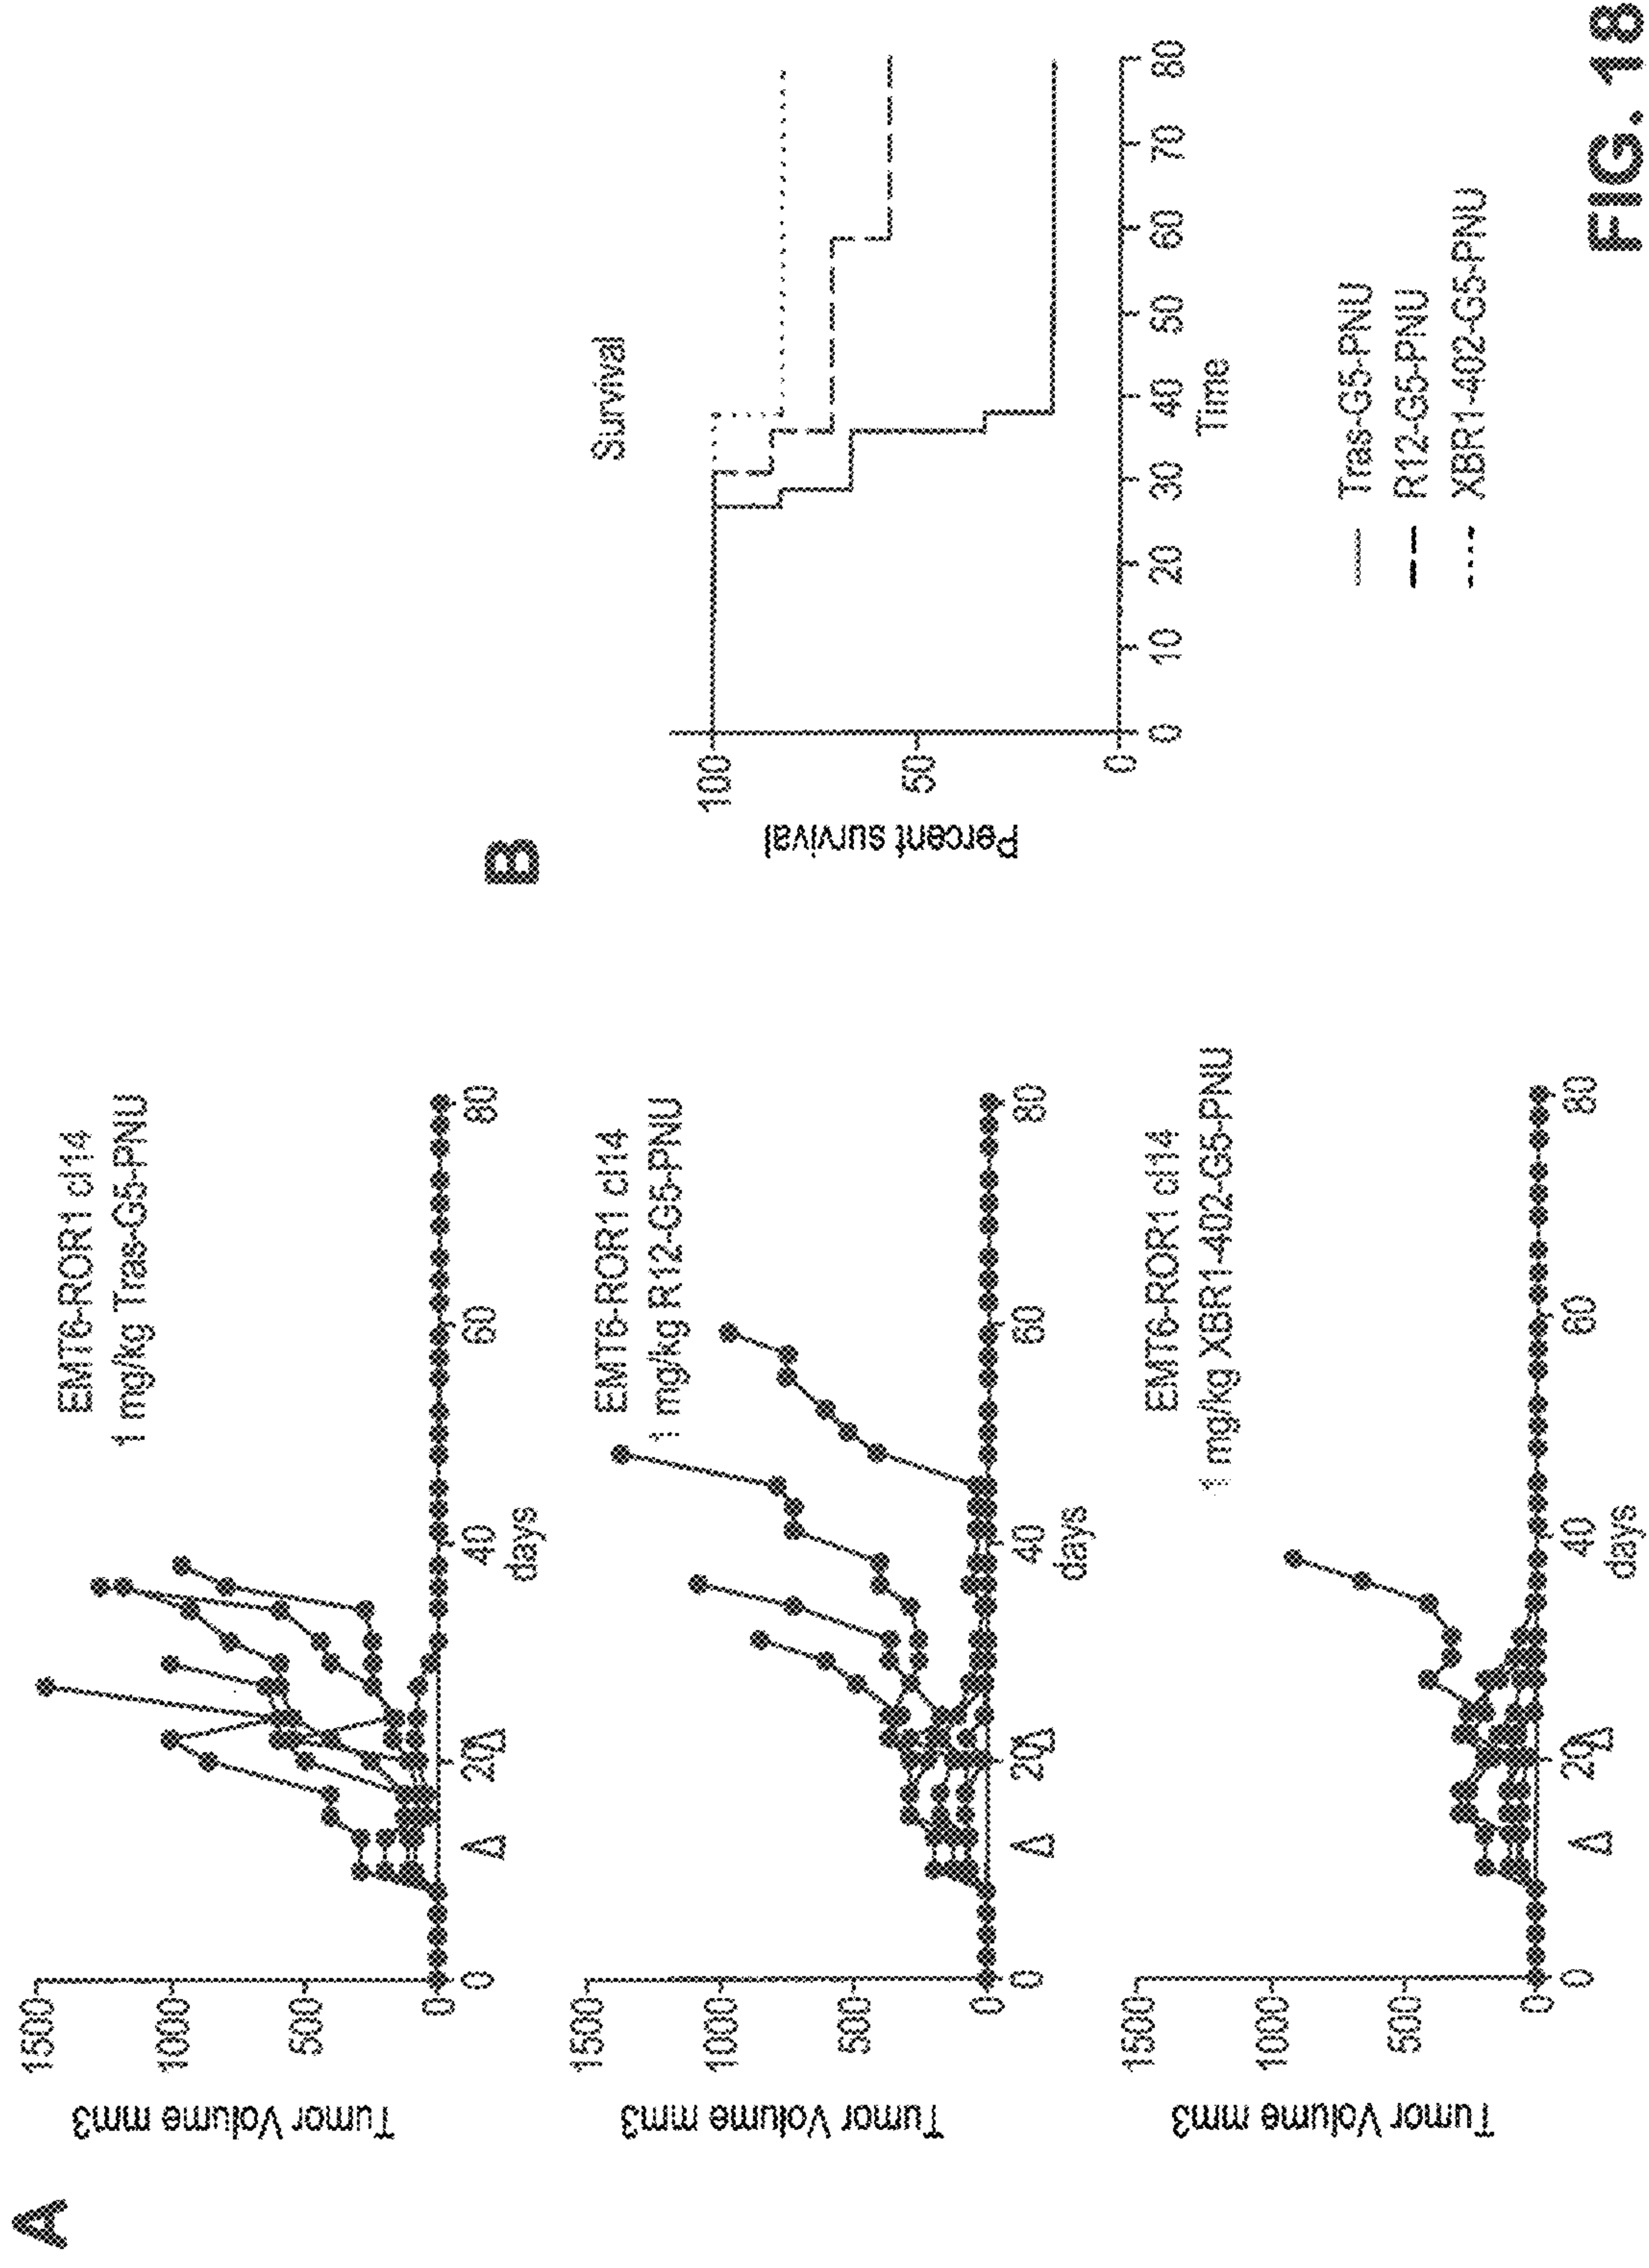 A
EMT6-ROR1 cl14
1 mg/kg Tras-G5-PNU
Tumor Volume mm3
1500
1000
500
0
0
20
40
60
80
days
EMT6-ROR1 cl14
1 mg/kg R12-G5-PNU
Tumor Volume mm3
1500
1000
500
0
0
20
40
60
80
days
EMT6-ROR1 cl14
1 mg/kg XBR1-402-G5-PNU
Tumor Volume mm3
1500
1000
500
0
0
20
40
60
80
days
B
Survival
Percent survival
100
50
0
0
10
20
30
40
50
60
70
80
Time
Tras-G5-PNU
R12-G5-PNU
XBR1-402-G5-PNU
FIG. 18